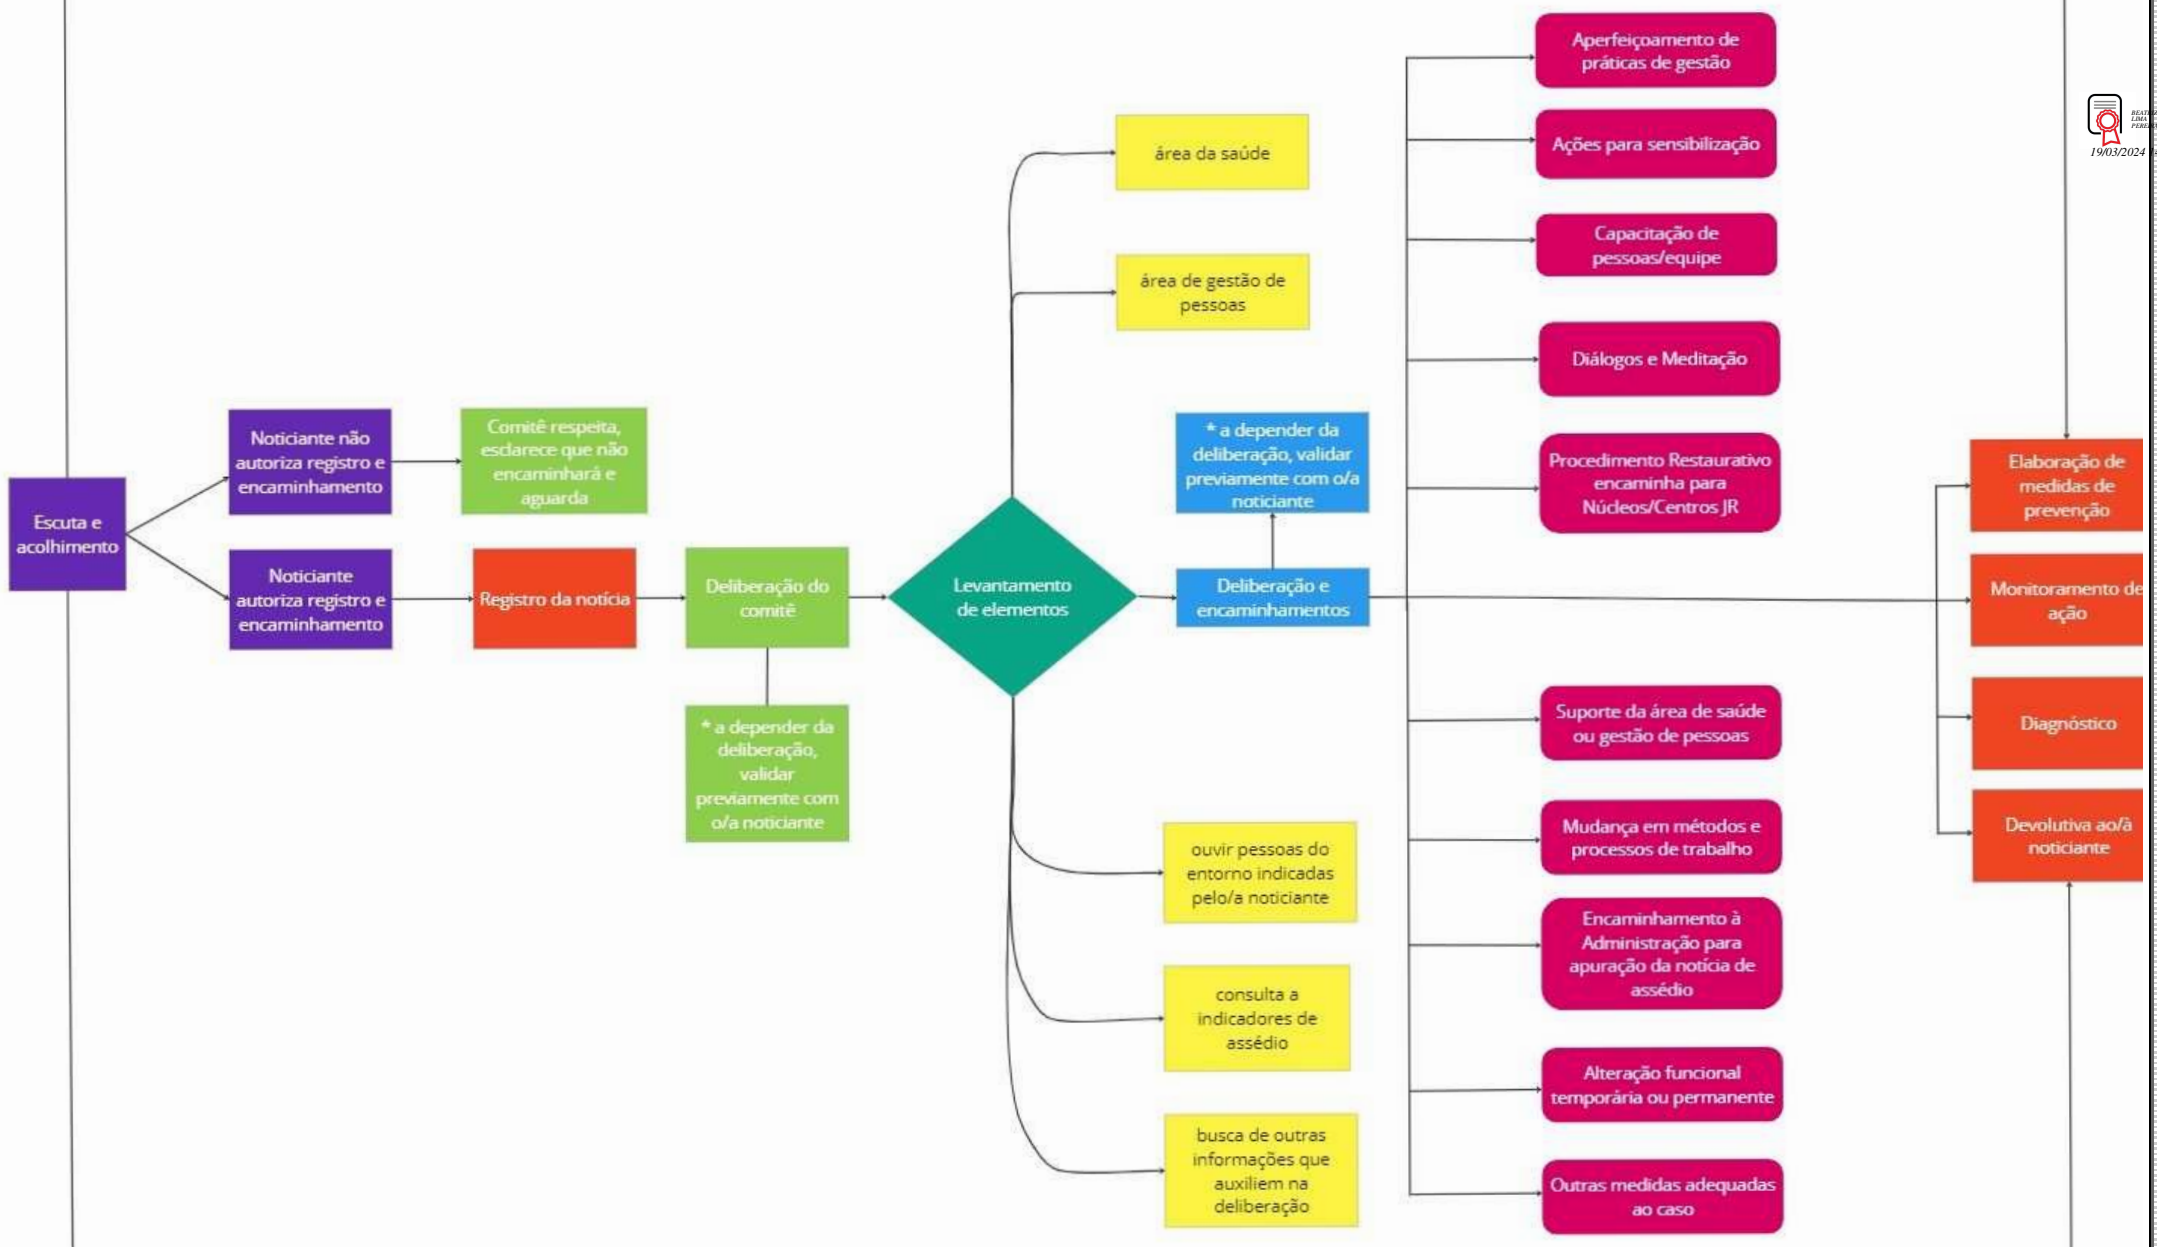 Escuta e
acolhimento
Noticiante não
autoriza registro e
encaminhamento
Comitê respeita,
esclarece que não
encaminhará e
aguarda
Noticiante
autoriza registro e
encaminhamento
Registro da notícia
Deliberação do
comitê
* a depender da
deliberação,
validar
previamente com
o/a noticiante
Levantamento
de elementos
área da saúde
área de gestão de
pessoas
* a depender da
deliberação, validar
previamente com o/a
noticiante
Deliberação e
encaminhamentos
ouvir pessoas do
entorno indicadas
pelo/a noticiante
consulta a
indicadores de
assédio
busca de outras
informações que
auxiliem na
deliberação
Aperfeiçoamento de
práticas de gestão
Ações para sensibilização
Capacitação de
pessoas/equipe
Diálogos e Meditação
Procedimento Restaurativo
encaminha para
Núcleos/Centros JR
Suporte da área de saúde
ou gestão de pessoas
Mudança em métodos e
processos de trabalho
Encaminhamento à
Administração para
apuração da notícia de
assédio
Alteração funcional
temporária ou permanente
Outras medidas adequadas
ao caso
Elaboração de
medidas de
prevenção
Monitoramento de
ação
Diagnóstico
Devolutiva ao/à
noticiante
LIMA
19/03/2024